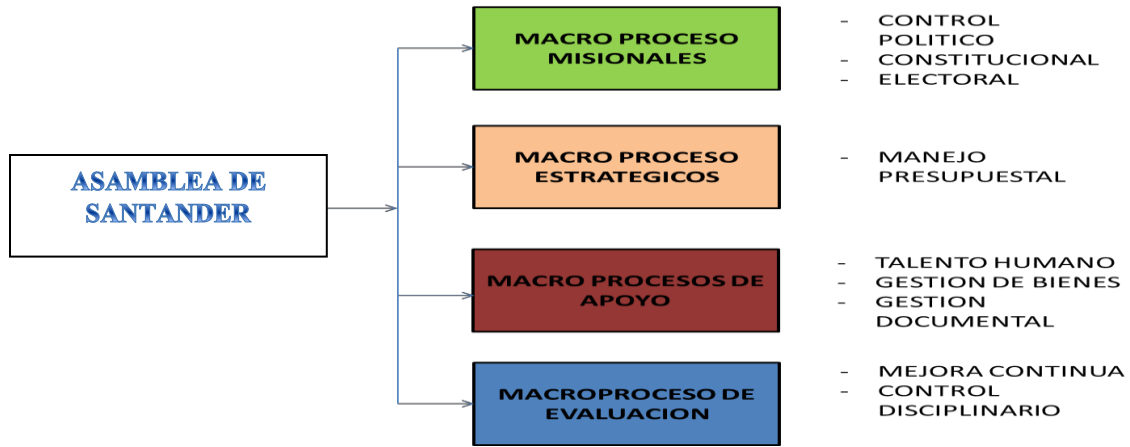 ASAMBLEA DE
SANTANDER
MACRO PROCESO
MISIONALES
- CONTROL
POLITICO
- CONSTITUCIONAL
- ELECTORAL
MACRO PROCESO
ESTRATEGICOS
- MANEJO
PRESUPUESTAL
MACRO PROCESOS DE
APOYO
- TALENTO HUMANO
- GESTION DE BIENES
- GESTION
DOCUMENTAL
MACROPROCESO DE
EVALUACION
- MEJORA CONTINUA
- CONTROL
DISCIPLINARIO